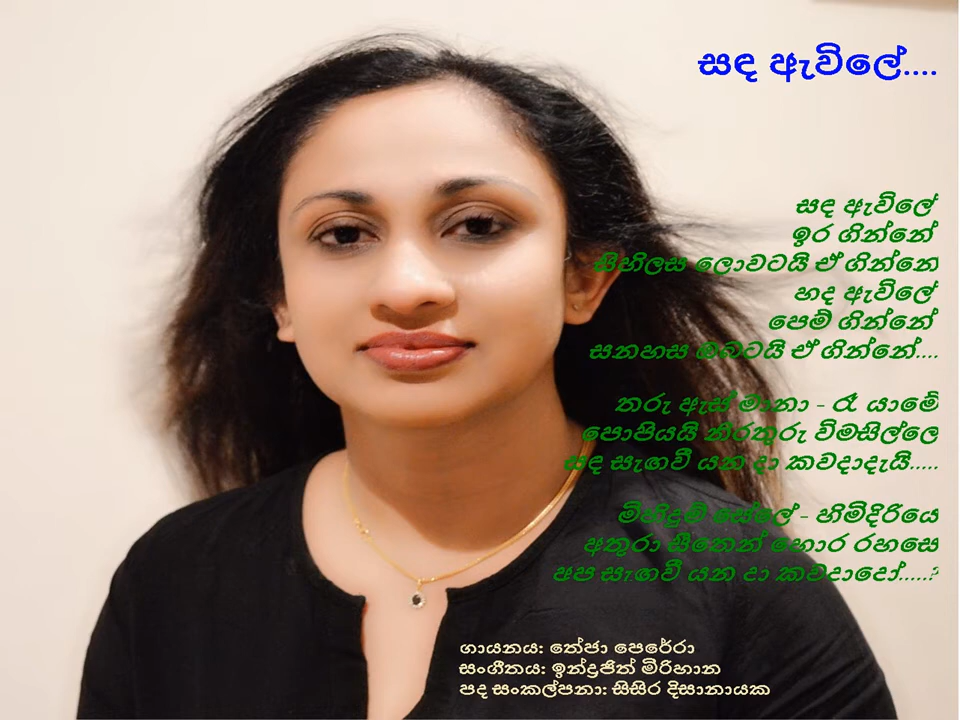 සඳ ඇවිලේ....
සඳ ඇවිලේ
ඉර ගින්නේ
සිහිලස ලොවටයි ඒ ගින්නෙ
හද ඇවිලේ
පෙම් ගින්නේ
සනහස ඔබටයි ඒ ගින්නේ....
තරු ඇස් මානා - රෑ යාමේ
පොපියයි නිරතුරු විමසිල්ලෙ
සඳ සැඟවී යන දා කවදාදැයි.....
මිහිදුම් සේලේ - හිමිදිරියෙ
අතුරා සීතෙන් හොර රහසෙ
අප සැඟවී යන දා කවදාදෝ.....?
ගායනය: තේජා පෙරේරා
සංගීතය: ඉන්ද්‍රජිත් මිරිහාන
පද සංකල්පනා: සිසිර දිසානායක